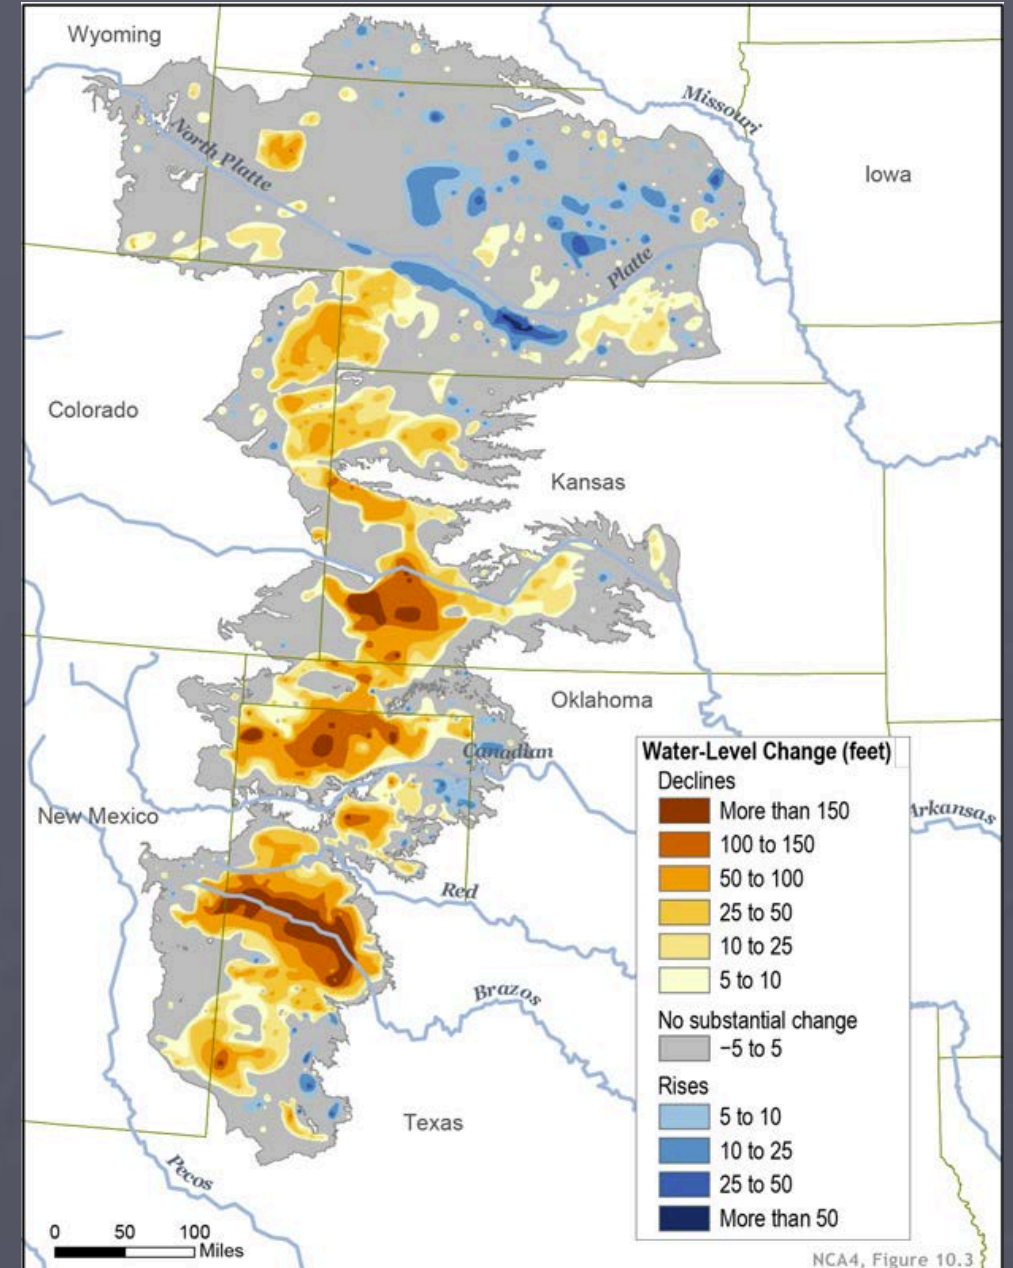 Wyoming
Missouri
North Platte
Iowa
Platte
Colorado
Kansas
Oklahoma
Canadian
New Mexico
Arkansas
Red
Brazos
Texas
Pecos
Water-Level Change (feet)
Declines
More than 150
100 to 150
50 to 100
25 to 50
10 to 25
5 to 10
No substantial change
−5 to 5
Rises
5 to 10
10 to 25
25 to 50
More than 50
0 50 100
Miles
NCA4, Figure 10.3